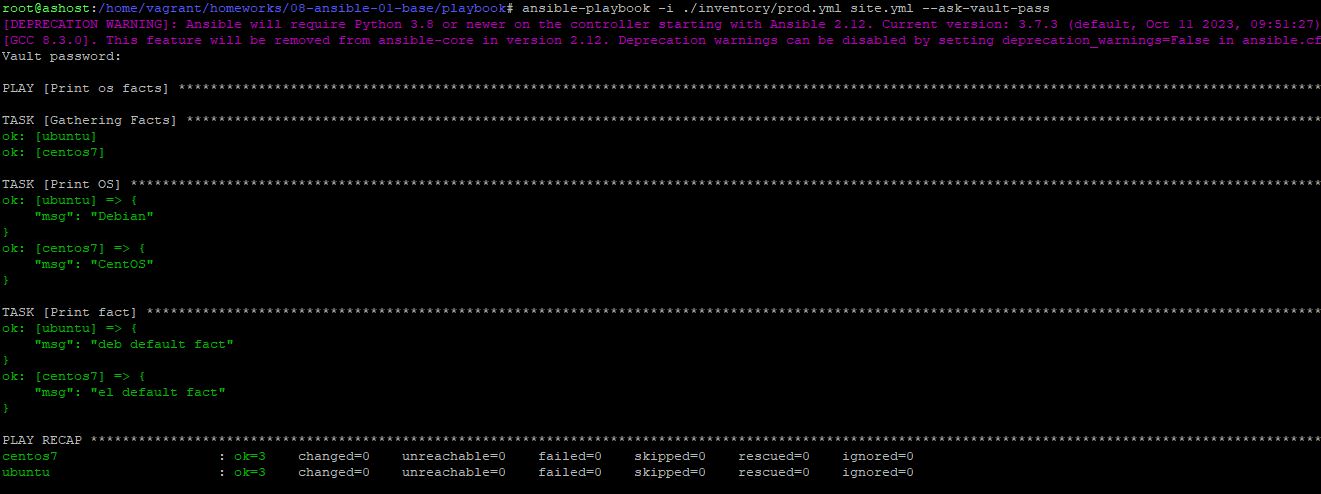 root@ashost:/home/vagrant/homeworks/08-ansible-01-base/playbook# ansible-playbook -i ./inventory/prod.yml site.yml --ask-vault-pass
[DEPRECATION WARNING]: Ansible will require Python 3.8 or newer on the controller starting with Ansible 2.12. Current version: 3.7.3 (default, Oct 11 2023, 09:51:27)
[GCC 8.3.0]. This feature will be removed from ansible-core in version 2.12. Deprecation warnings can be disabled by setting deprecation_warnings=False in ansible.cf
Vault password:
PLAY [Print os facts] ***********************************************************************************************************************************************
TASK [Gathering Facts] **********************************************************************************************************************************************
ok: [ubuntu]
ok: [centos7]
TASK [Print OS] *****************************************************************************************************************************************************
ok: [ubuntu] => {
    "msg": "Debian"
}
ok: [centos7] => {
    "msg": "CentOS"
}
TASK [Print fact] ***************************************************************************************************************************************************
ok: [ubuntu] => {
    "msg": "deb default fact"
}
ok: [centos7] => {
    "msg": "el default fact"
}
PLAY RECAP **********************************************************************************************************************************************************
centos7                    : ok=3    changed=0    unreachable=0    failed=0    skipped=0    rescued=0    ignored=0
ubuntu                     : ok=3    changed=0    unreachable=0    failed=0    skipped=0    rescued=0    ignored=0